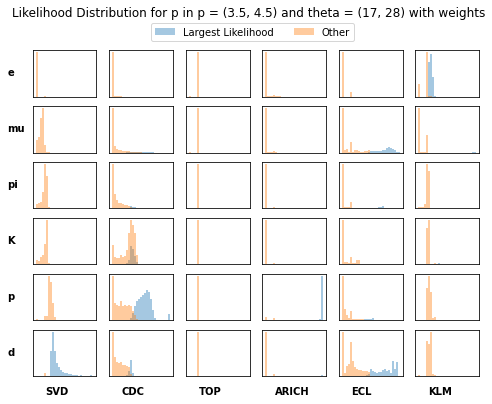 Likelihood Distribution for p in p = (3.5, 4.5) and theta = (17, 28) with weights
Largest Likelihood Other
e
mu
pi
K
p
d
SVD CDC TOP ARICH ECL KLM